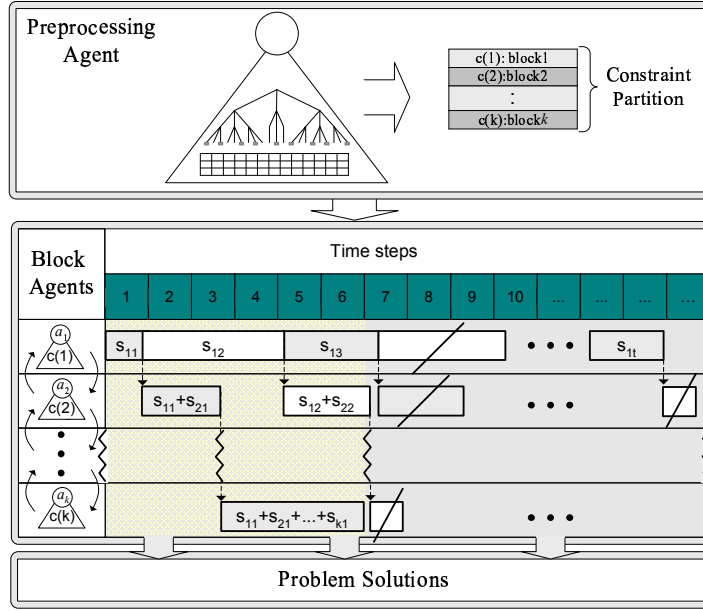 Preprocessing
Agent
c(1): block1
c(2):block2
:
c(k):blockk
Constraint
Partition
Block
Agents
Time steps
1 2 3 4 5 6 7 8 9 10 ... ... ... ...
a1
c(1)
s11
s12
s13
• • •
s1t
a2
c(2)
s11+s21
s12+s22
• • •
ak
c(k)
s11+s21+...+sk1
• • •
Problem Solutions